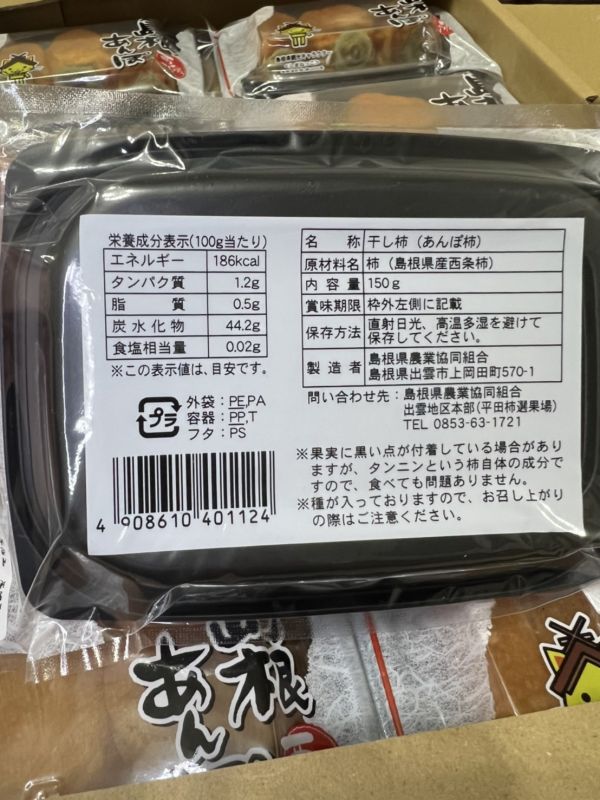 栄養成分表示(100g当たり)
エネルギー 186kcal
タンパク質 1.2g
脂質 0.5g
炭水化物 44.2g
食塩相当量 0.02g
※この表示値は、目安です。
プラ
外袋：PE,PA
容器：PP,T
フタ：PS
4 908610 401124
名称 干し柿（あんぽ柿）
原材料名 柿（島根県産西条柿）
内容量 150g
賞味期限 枠外左側に記載
保存方法 直射日光、高温多湿を避けて
保存してください。
製造者 島根県農業協同組合
島根県出雲市上岡田町570-1
問い合わせ先：島根県農業協同組合
出雲地区本部(平田柿選果場)
TEL 0853-63-1721
※果実に黒い点が付着している場合があり
ますが、タンニンという柿自体の成分で
すので、食べても問題ありません。
※種が入っておりますので、お召し上がり
の際はご注意ください。
島根
あん